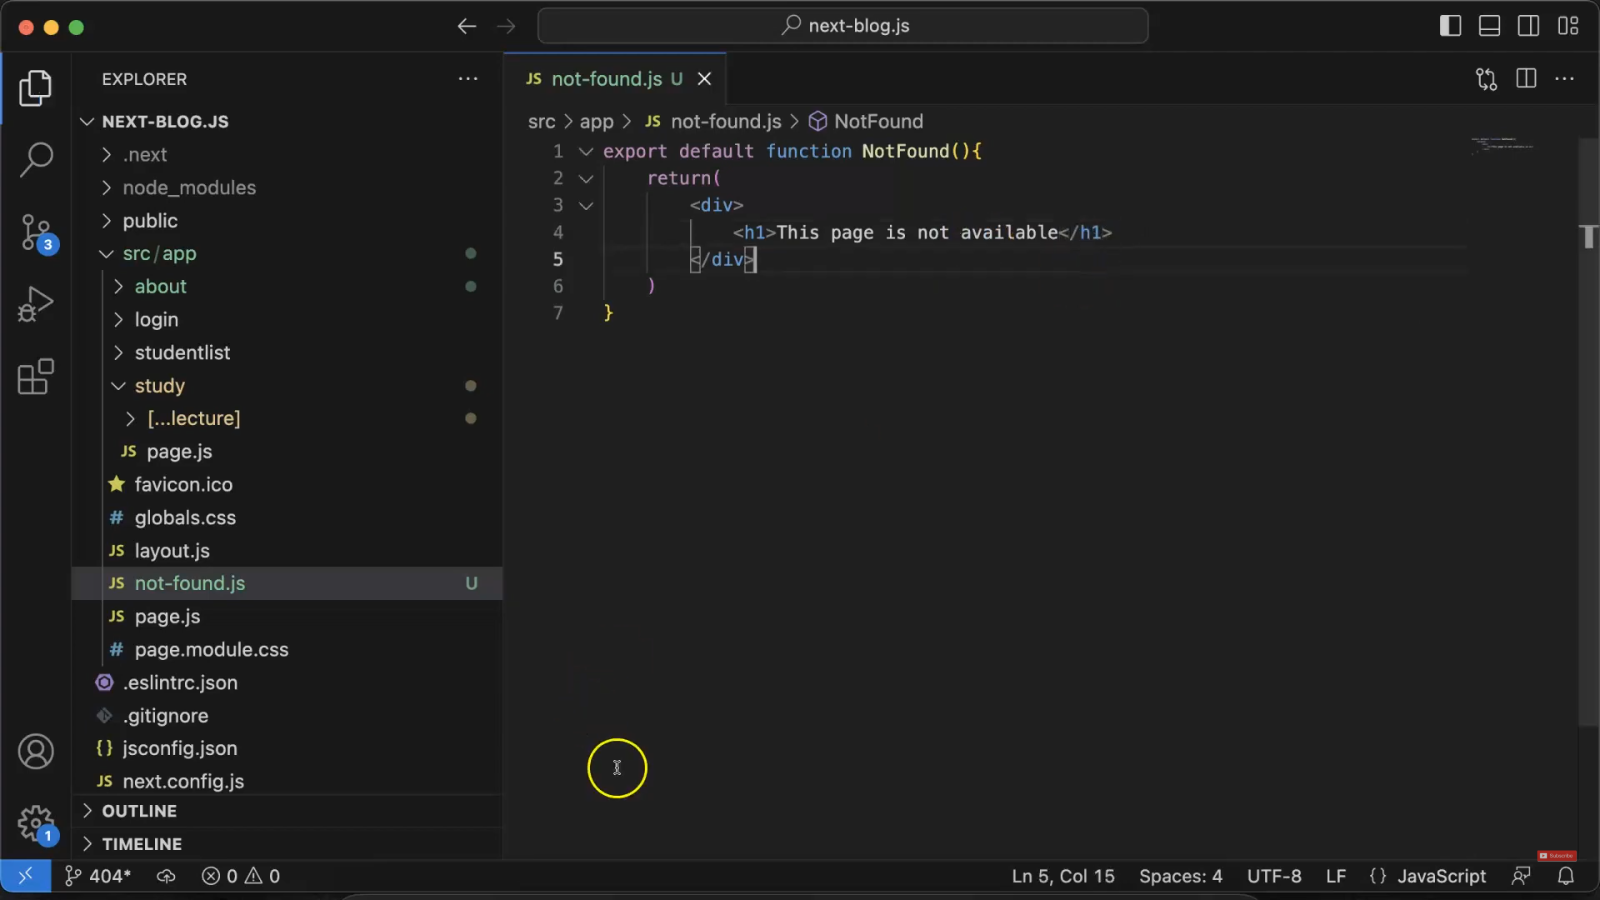 next-blog.js
EXPLORER
NEXT-BLOG.JS
.next
node_modules
public
src/app
about
login
studentlist
study
[...lecture]
JS page.js
favicon.ico
# globals.css
JS layout.js
JS not-found.js U
JS page.js
# page.module.css
.eslintrc.json
.gitignore
{} jsconfig.json
JS next.config.js
OUTLINE
TIMELINE
3
1
JS not-found.js U
src > app > JS not-found.js > NotFound
1 export default function NotFound(){
2 return(
3 <div>
4 <h1>This page is not available</h1>
5 </div>
6 )
7 }
Subscribe
404* 0 0 Ln 5, Col 15 Spaces: 4 UTF-8 LF {} JavaScript